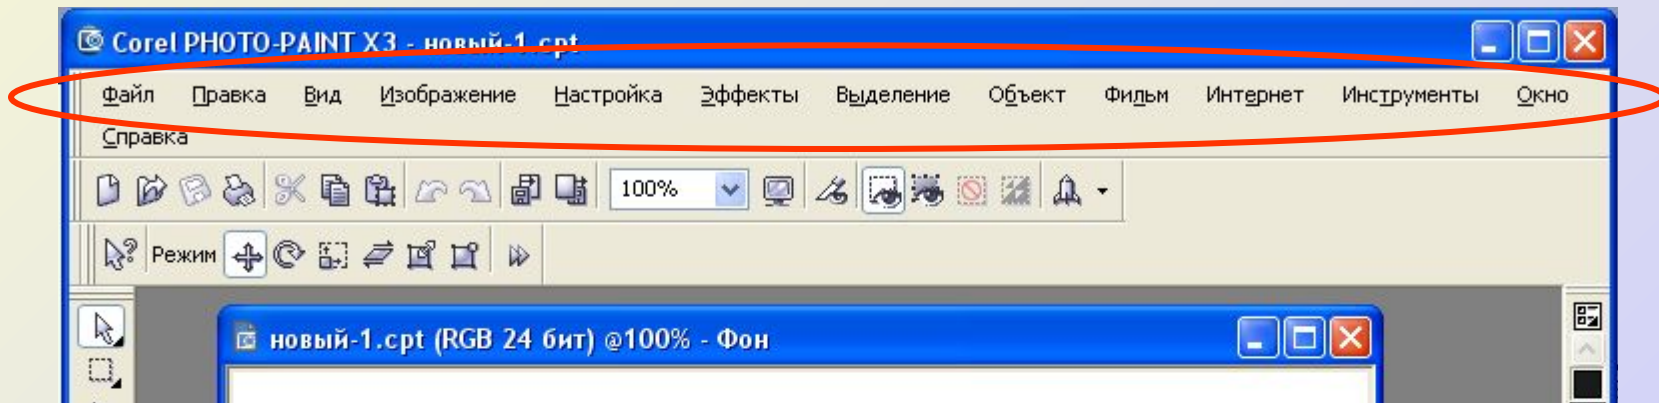 Corel PHOTO-PAINT X3 - новый-1.cpt
Файл Правка Вид Изображение Настройка Эффекты Выделение Объект Фильм Интернет Инструменты Окно
Справка
100%
Режим
новый-1.cpt (RGB 24 бит) @100% - Фон